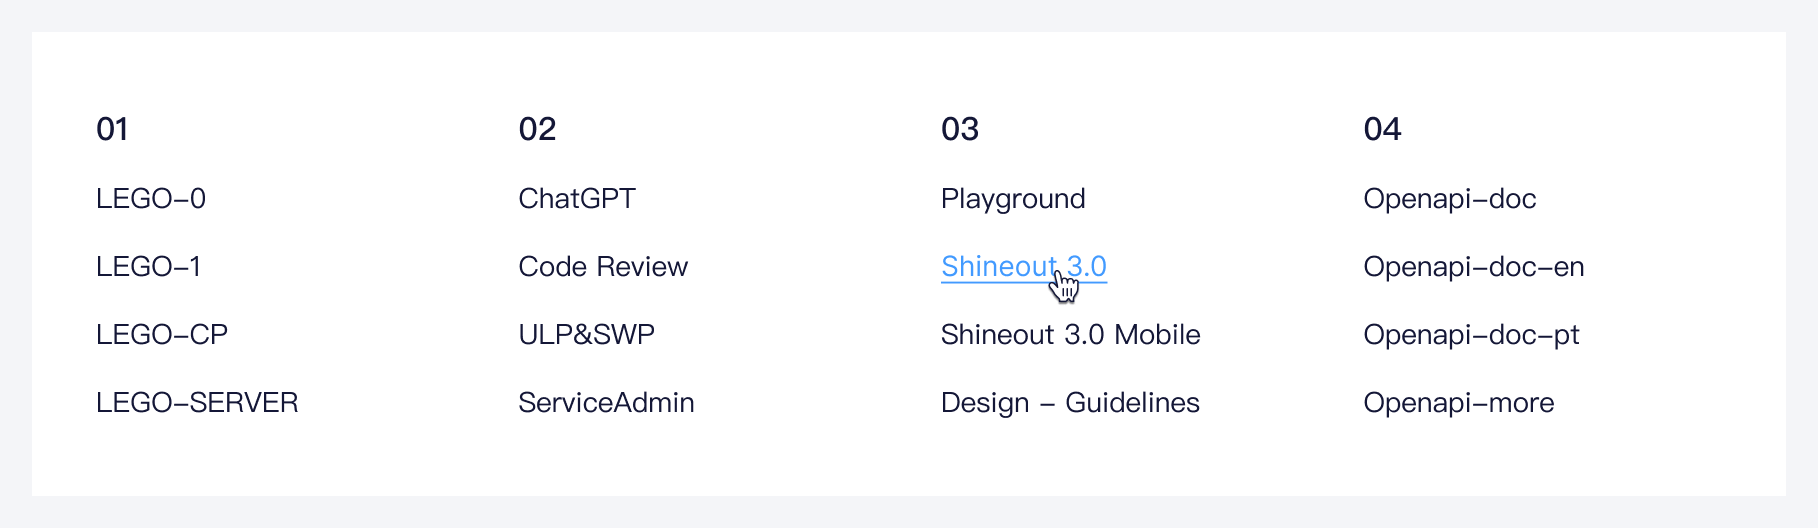 01
LEGO-0
LEGO-1
LEGO-CP
LEGO-SERVER
02
ChatGPT
Code Review
ULP&SWP
ServiceAdmin
03
Playground
Shineout 3.0
Shineout 3.0 Mobile
Design - Guidelines
04
Openapi-doc
Openapi-doc-en
Openapi-doc-pt
Openapi-more